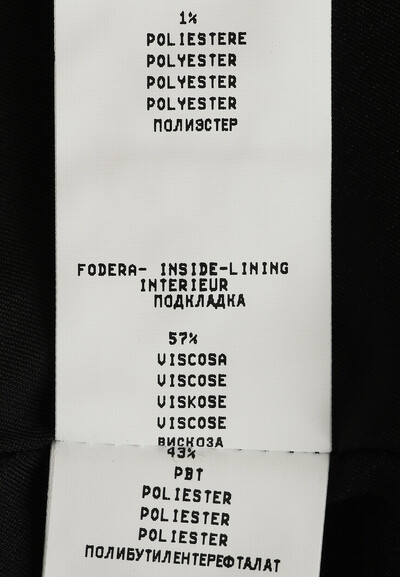 1%
POLIESTERE
POLYESTER
POLYESTER
POLYESTER
ПОЛИЭСТЕР
FODERA- INSIDE-LINING
INTERIEUR
ПОДКЛАДКА
57%
VISCOSA
VISCOSE
VISKOSE
VISCOSE
ВИСКОЗА
43%
PBT
POLIESTER
POLIESTER
POLIESTER
ПОЛИБУТИЛЕНТЕРЕФТАЛАТ